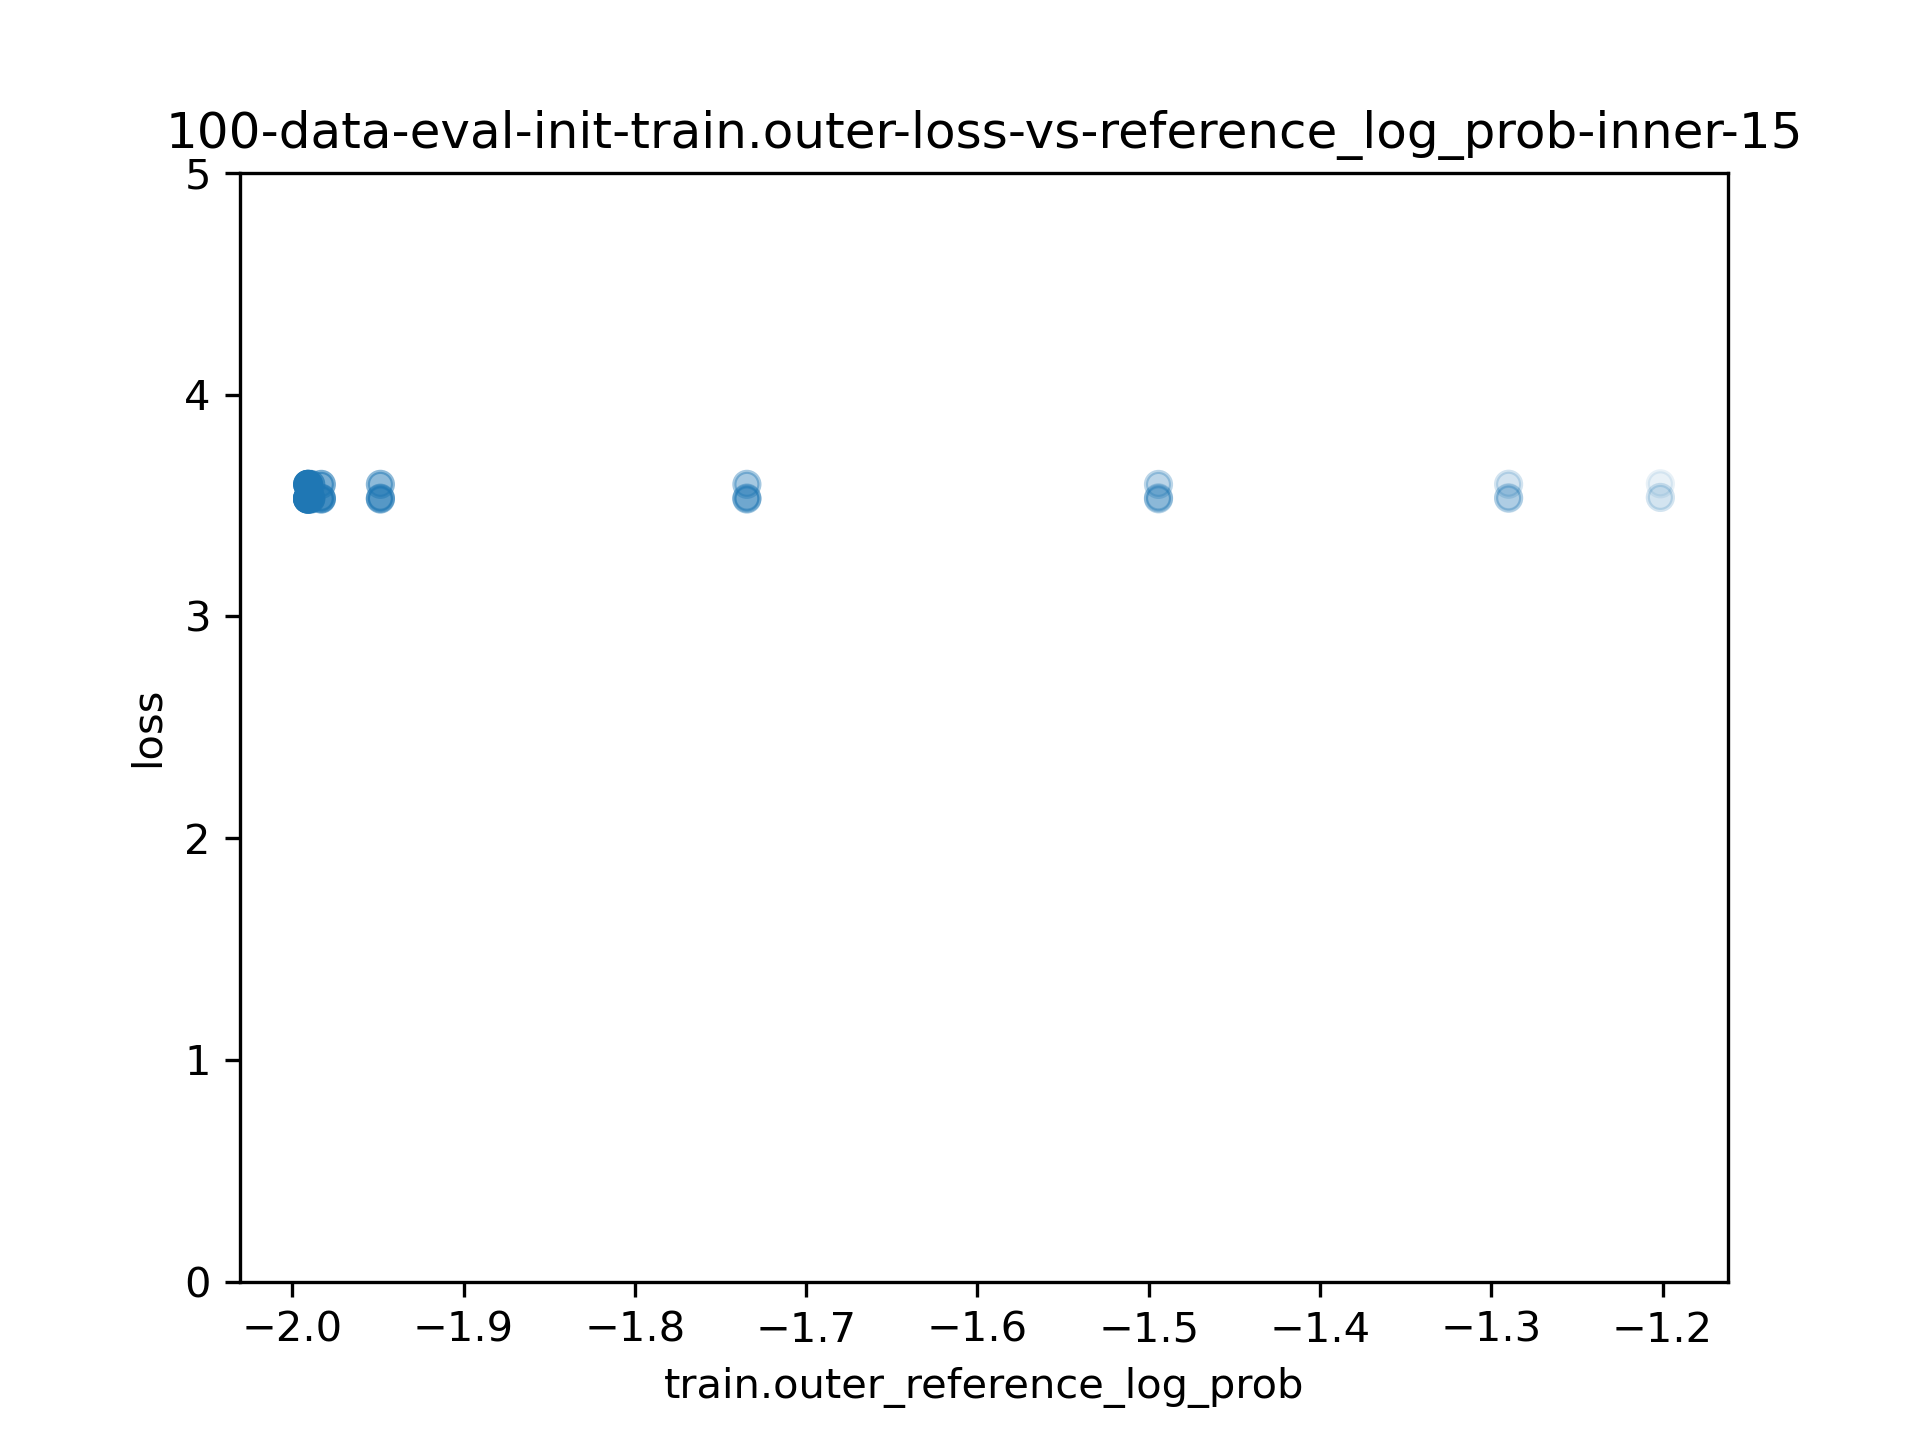 100-data-eval-init-train.outer-loss-vs-reference_log_prob-inner-15
5
4
3
2
1
0
loss
−2.0 −1.9 −1.8 −1.7 −1.6 −1.5 −1.4 −1.3 −1.2
train.outer_reference_log_prob